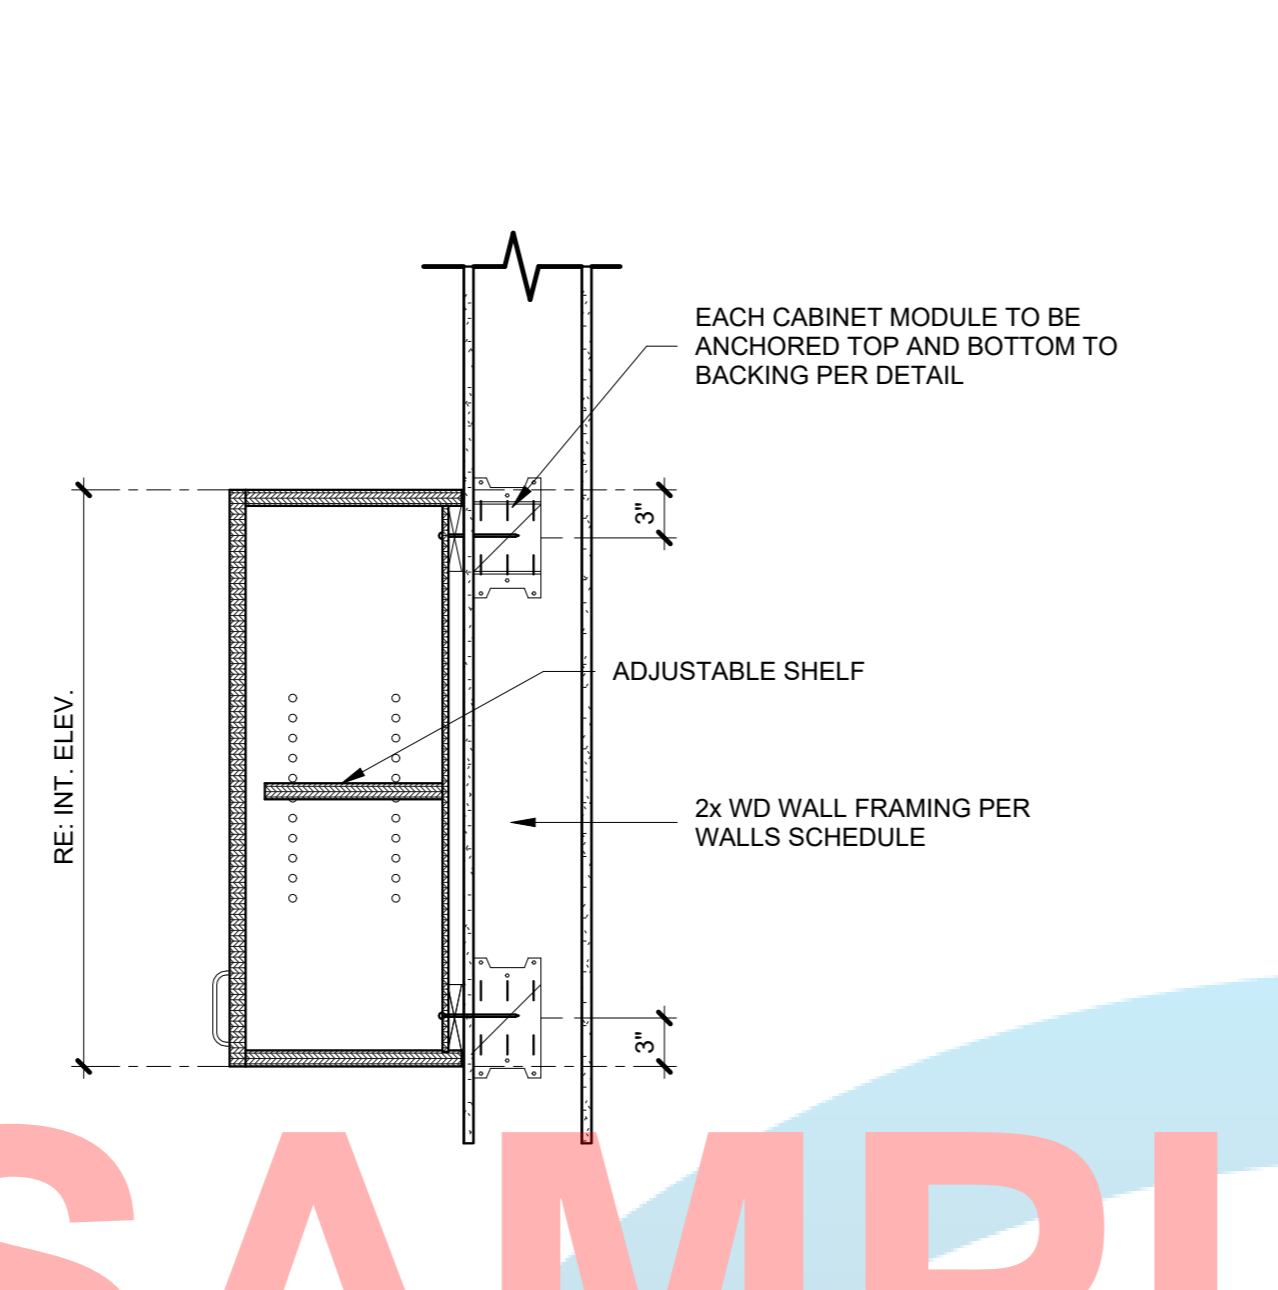 EACH CABINET MODULE TO BE
ANCHORED TOP AND BOTTOM TO
BACKING PER DETAIL
3"
ADJUSTABLE SHELF
RE: INT. ELEV.
2x WD WALL FRAMING PER
WALLS SCHEDULE
3"
SAMPL